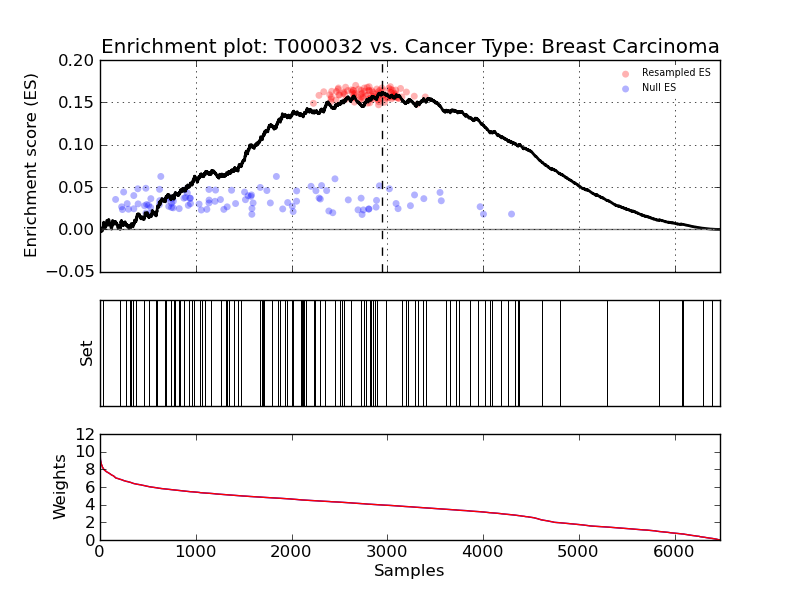 Enrichment plot: T000032 vs. Cancer Type: Breast Carcinoma
Enrichment score (ES)
0.20
0.15
0.10
0.05
0.00
−0.05
Resampled ES
Null ES
Set
Weights
12
10
8
6
4
2
0
0 1000 2000 3000 4000 5000 6000
Samples